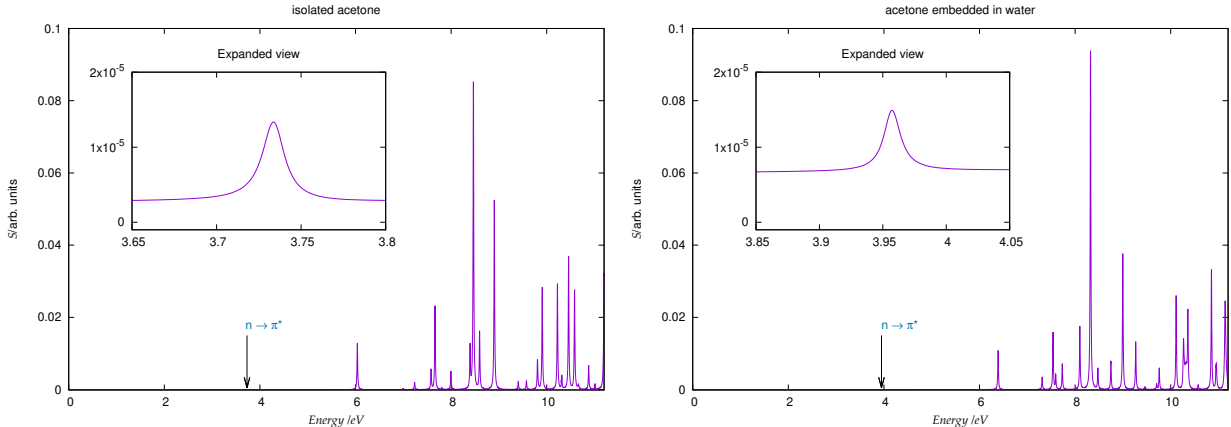 isolated acetone
0.1
0.08
0.06
0.04
0.02
0
S/arb. units
0 2 4 6 8 10
Energy /eV
Expanded view
2x10⁻⁵
1x10⁻⁵
0
3.65 3.7 3.75 3.8
n → π*
acetone embedded in water
0.1
0.08
0.06
0.04
0.02
0
S/arb. units
0 2 4 6 8 10
Energy /eV
Expanded view
2x10⁻⁵
1x10⁻⁵
0
3.85 3.9 3.95 4 4.05
n → π*